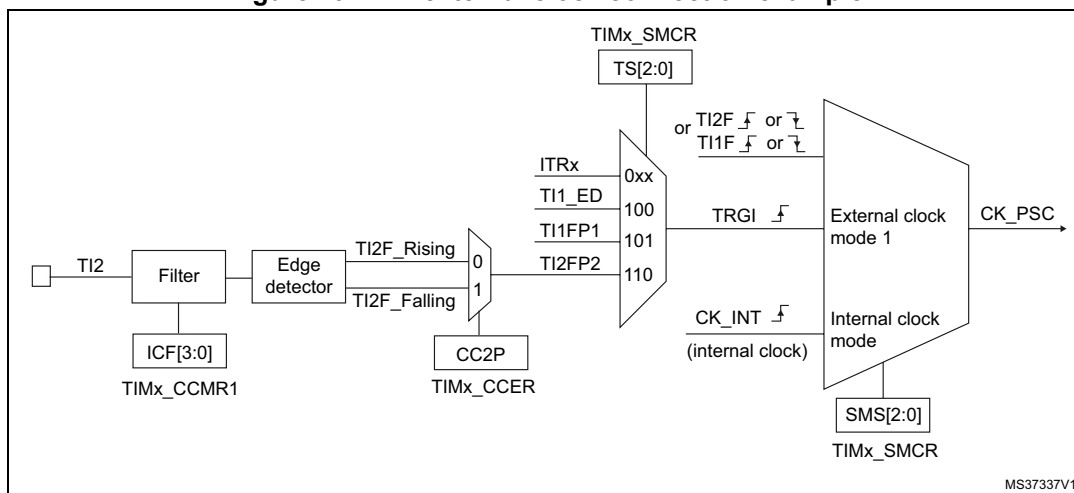 TIMx_SMCR
TS[2:0]
or TI2F or
TI1F or
ITRx
0xx
TI1_ED
100
TRGI
External clock
mode 1
CK_PSC
TI1FP1
101
TI2F_Rising
0
TI2
Filter
Edge
detector
TI2FP2
110
TI2F_Falling
1
CK_INT
Internal clock
mode
(internal clock)
ICF[3:0]
CC2P
TIMx_CCMR1
TIMx_CCER
SMS[2:0]
TIMx_SMCR
MS37337V1